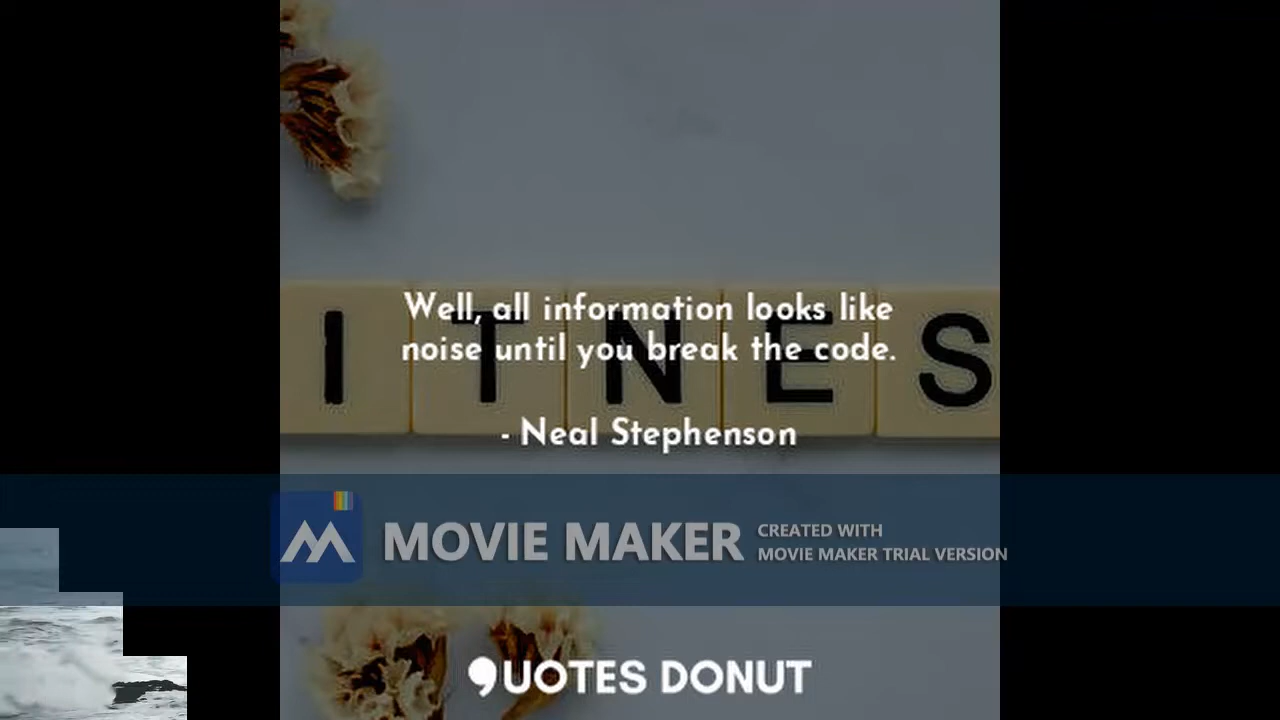 Well, all information looks like
noise until you break the code.
I T N E S
- Neal Stephenson
MOVIE MAKER
CREATED WITH
MOVIE MAKER TRIAL VERSION
QUOTES DONUT